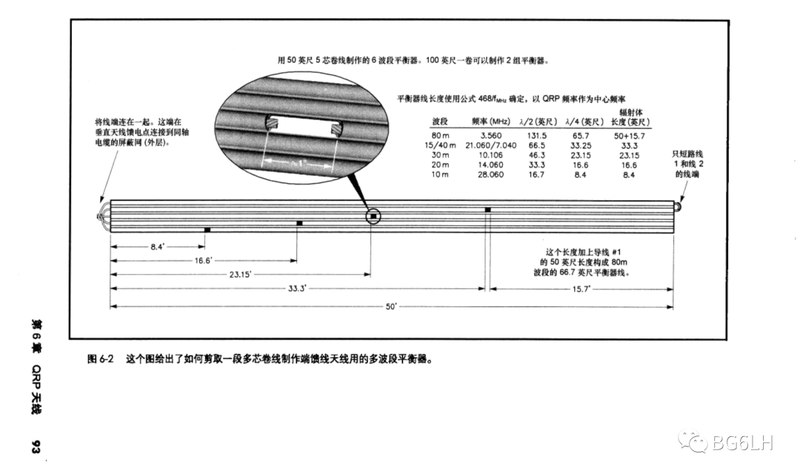 用 50 英尺 5 芯卷线制作的 6 波段平衡器。100 英尺一卷可以制作 2 组平衡器。
平衡器线长度使用公式 468/fMHz 确定，以 QRP 频率作为中心频率
波段 频率 (MHz) λ/2 (英尺) λ/4 (英尺) 辐射体长度 (英尺)
80 m 3.560 131.5 65.7 50+15.7
15/40 m 21.060/7.040 66.5 33.25 33.3
30 m 10.106 46.3 23.15 23.15
20 m 14.060 33.3 16.6 16.6
10 m 28.060 16.7 8.4 8.4
将线端连在一起。这端在
垂直天线馈电点连接到同轴
电缆的屏蔽网 (外层)。
1"
只短路线
1 和线 2
的线端
8.4'
16.6'
23.15'
33.3'
15.7'
50'
这个长度加上导线 #1
的 50 英尺长度构成 80m
波段的 66.7 英尺平衡器线。
图 6-2 这个图给出了如何剪取一段多芯卷线制作端馈线天线用的多波段平衡器。
第 6 章 QRP 天线 93
BG6LH